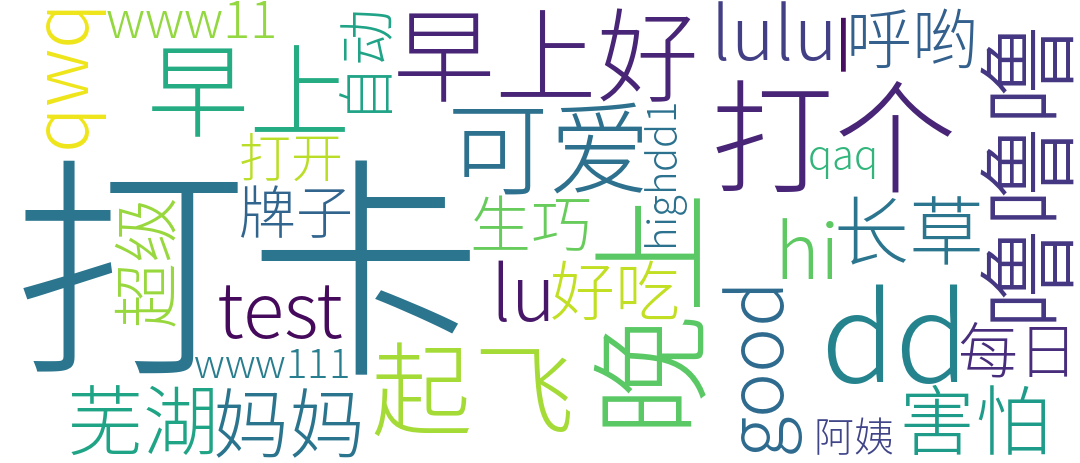 qwq
www11
早上
自动
早上好
lulu
呼哟
噜噜噜
打卡
超级
打开
牌子
可爱
highdd1
打个
qaq
生巧
晚上
hi
长草
test
lu
好吃
good
dd
每日
www111
芜湖
妈妈
起飞
阿姨
害怕